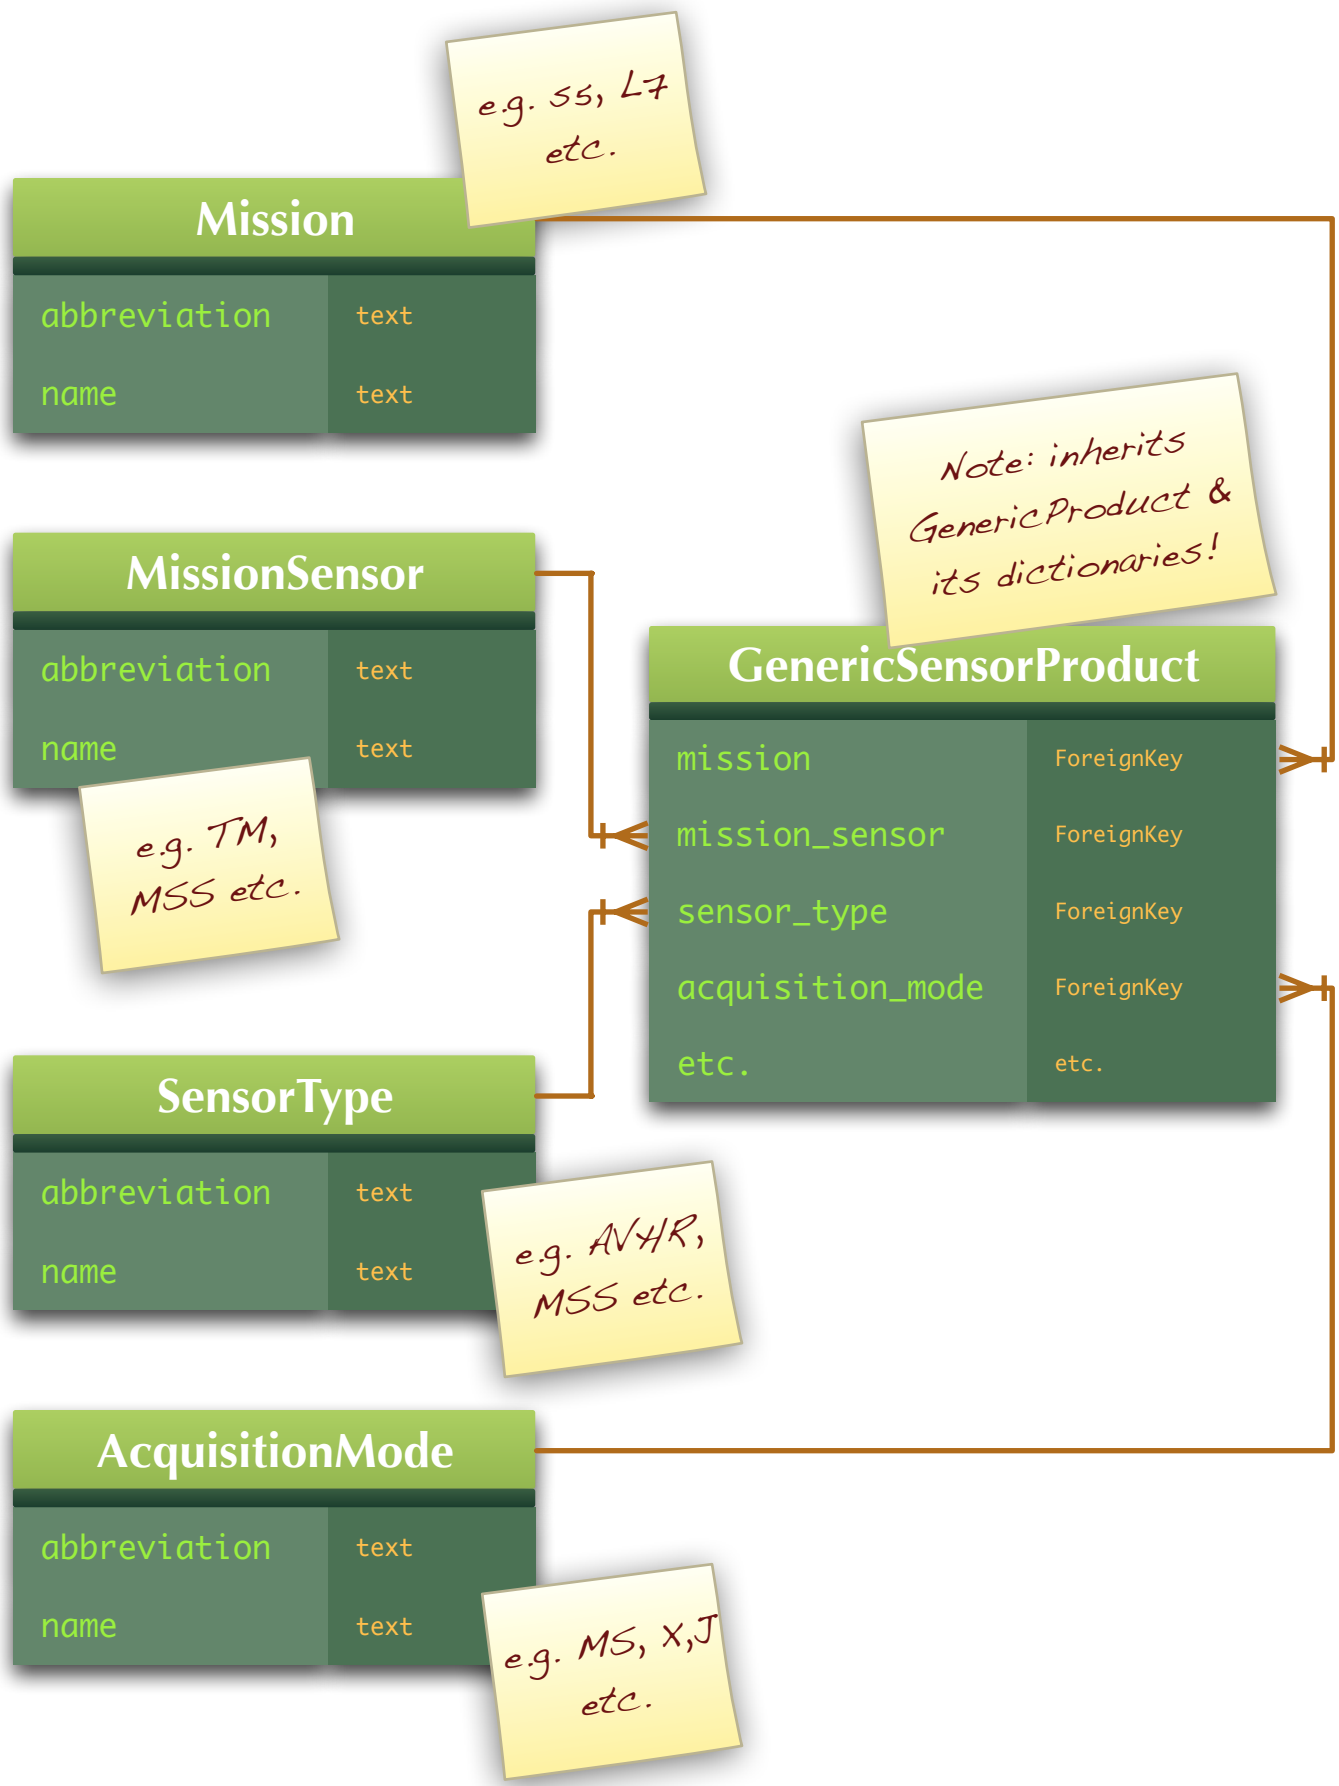 e.g. S5, L7
etc.
Mission
abbreviation text
name text
Note: inherits
GenericProduct &
its dictionaries!
MissionSensor
abbreviation text
name text
e.g. TM,
MSS etc.
GenericSensorProduct
mission ForeignKey
mission_sensor ForeignKey
sensor_type ForeignKey
acquisition_mode ForeignKey
etc. etc.
SensorType
abbreviation text
name text
e.g. AVHR,
MSS etc.
AcquisitionMode
abbreviation text
name text
e.g. MS, X,J
etc.